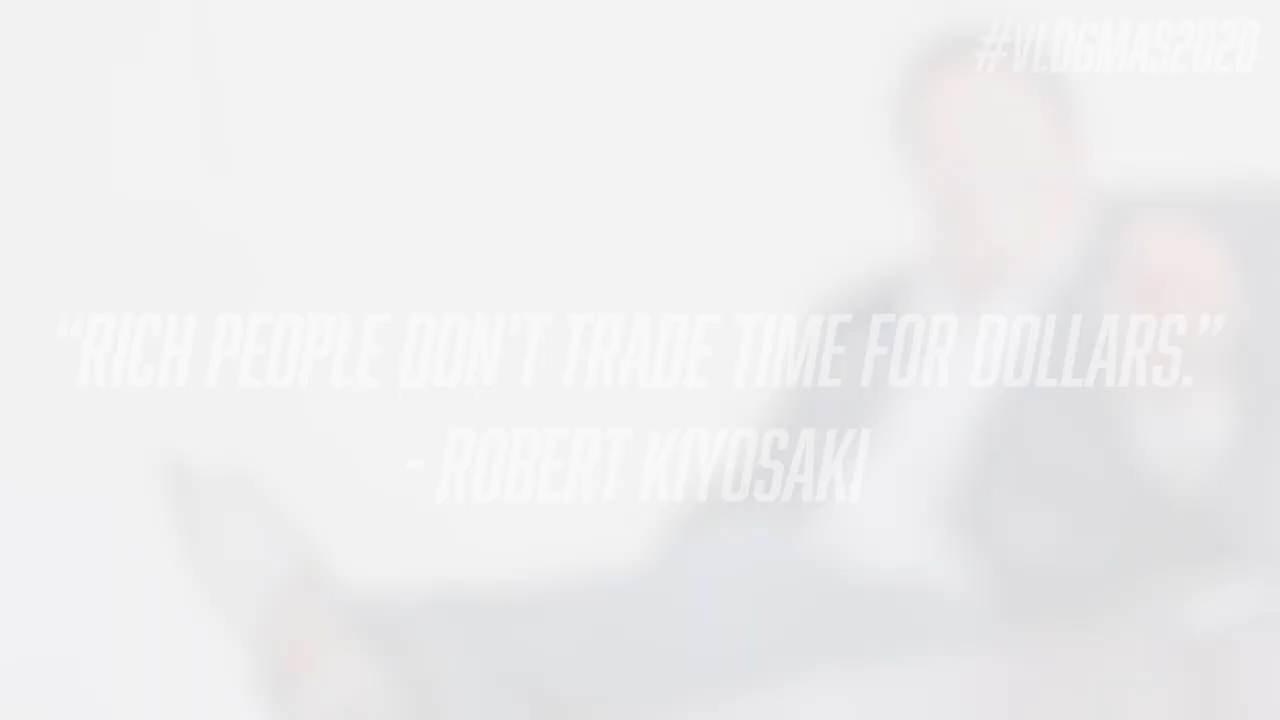 #VLOGMAS2020
“RICH PEOPLE DON'T TRADE TIME FOR DOLLARS.”
- ROBERT KIYOSAKI